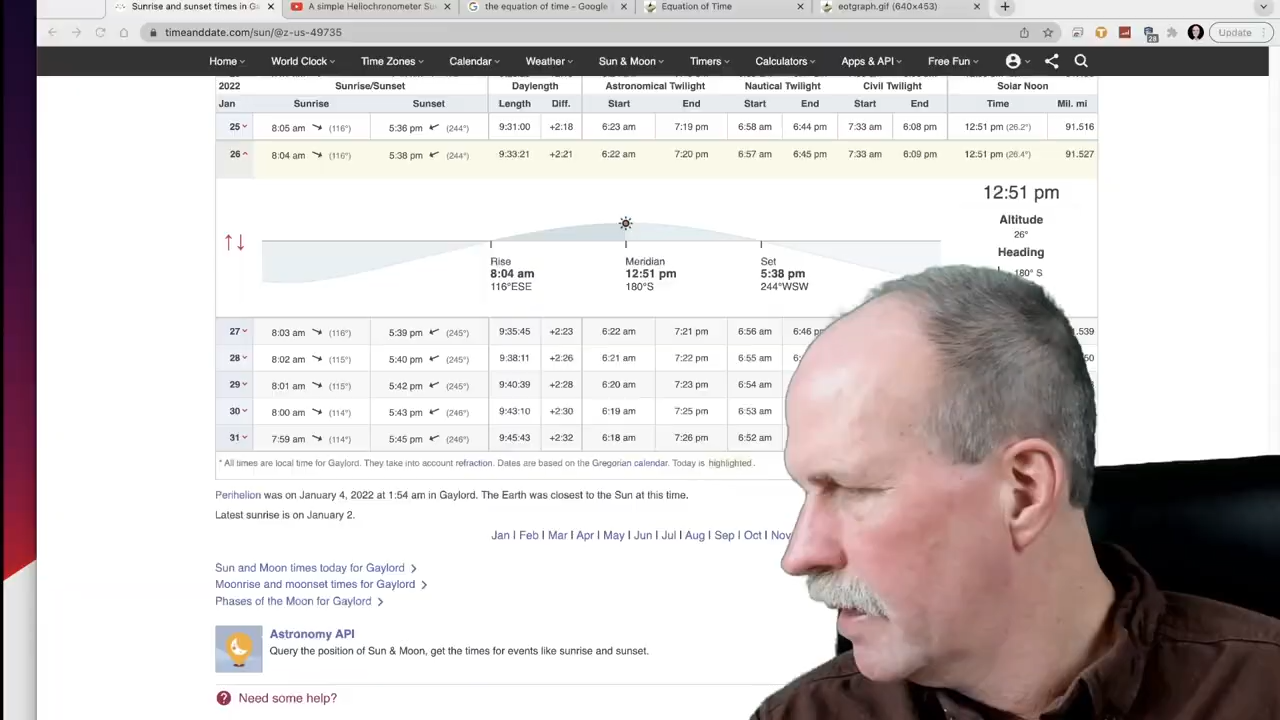 Sunrise and sunset times in Ga
A simple Heliochronometer Su
the equation of time - Google
Equation of Time
eotgraph.gif (640×453)
timeanddate.com/sun/@z-us-49735
28
Update
Home World Clock Time Zones Calendar Weather Sun & Moon Timers Calculators Apps & API Free Fun
2022 Sunrise/Sunset Daylength Astronomical Twilight Nautical Twilight Civil Twilight Solar Noon
Jan Sunrise Sunset Length Diff. Start End Start End Start End Time Mil. mi
25 8:05 am (116°) 5:36 pm (244°) 9:31:00 +2:18 6:23 am 7:19 pm 6:58 am 6:44 pm 7:33 am 6:08 pm 12:51 pm (26.2°) 91.516
26 8:04 am (116°) 5:38 pm (244°) 9:33:21 +2:21 6:22 am 7:20 pm 6:57 am 6:45 pm 7:33 am 6:09 pm 12:51 pm (26.4°) 91.527
12:51 pm
Altitude
26°
Heading
180° S
Rise Meridian Set
8:04 am 12:51 pm 5:38 pm
116°ESE 180°S 244°WSW
27 8:03 am (116°) 5:39 pm (245°) 9:35:45 +2:23 6:22 am 7:21 pm 6:56 am 6:46 pm .539
28 8:02 am (115°) 5:40 pm (245°) 9:38:11 +2:26 6:21 am 7:22 pm 6:55 am 50
29 8:01 am (115°) 5:42 pm (245°) 9:40:39 +2:28 6:20 am 7:23 pm 6:54 am
30 8:00 am (114°) 5:43 pm (246°) 9:43:10 +2:30 6:19 am 7:25 pm 6:53 am
31 7:59 am (114°) 5:45 pm (246°) 9:45:43 +2:32 6:18 am 7:26 pm 6:52 am
* All times are local time for Gaylord. They take into account refraction. Dates are based on the Gregorian calendar. Today is highlighted.
Perihelion was on January 4, 2022 at 1:54 am in Gaylord. The Earth was closest to the Sun at this time.
Latest sunrise is on January 2.
Jan | Feb | Mar | Apr | May | Jun | Jul | Aug | Sep | Oct | Nov
Sun and Moon times today for Gaylord
Moonrise and moonset times for Gaylord
Phases of the Moon for Gaylord
Astronomy API
Query the position of Sun & Moon, get the times for events like sunrise and sunset.
Need some help?